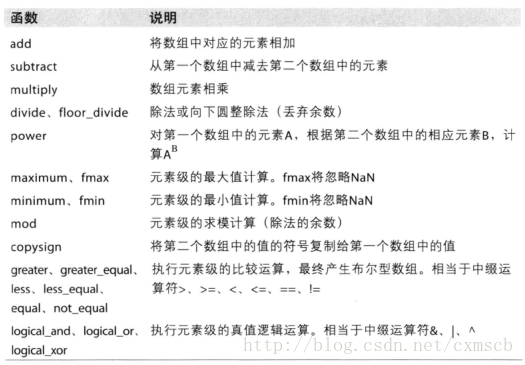 函数 说明
add 将数组中对应的元素相加
subtract 从第一个数组中减去第二个数组中的元素
multiply 数组元素相乘
divide、floor_divide 除法或向下圆整除法（丢弃余数）
power 对第一个数组中的元素A，根据第二个数组中的相应元素B，计
算A^B
maximum、fmax 元素级的最大值计算。fmax将忽略NaN
minimum、fmin 元素级的最小值计算。fmin将忽略NaN
mod 元素级的求模计算（除法的余数）
copysign 将第二个数组中的值的符号复制给第一个数组中的值
greater、greater_equal、 执行元素级的比较运算，最终产生布尔型数组。相当于中缀运
less、less_equal、 算符>、>=、<、<=、==、!=
equal、not_equal
logical_and、logical_or、 执行元素级的真值逻辑运算。相当于中缀运算符&、|、^
logical_xor
http://blog.csdn.net/cxmscb